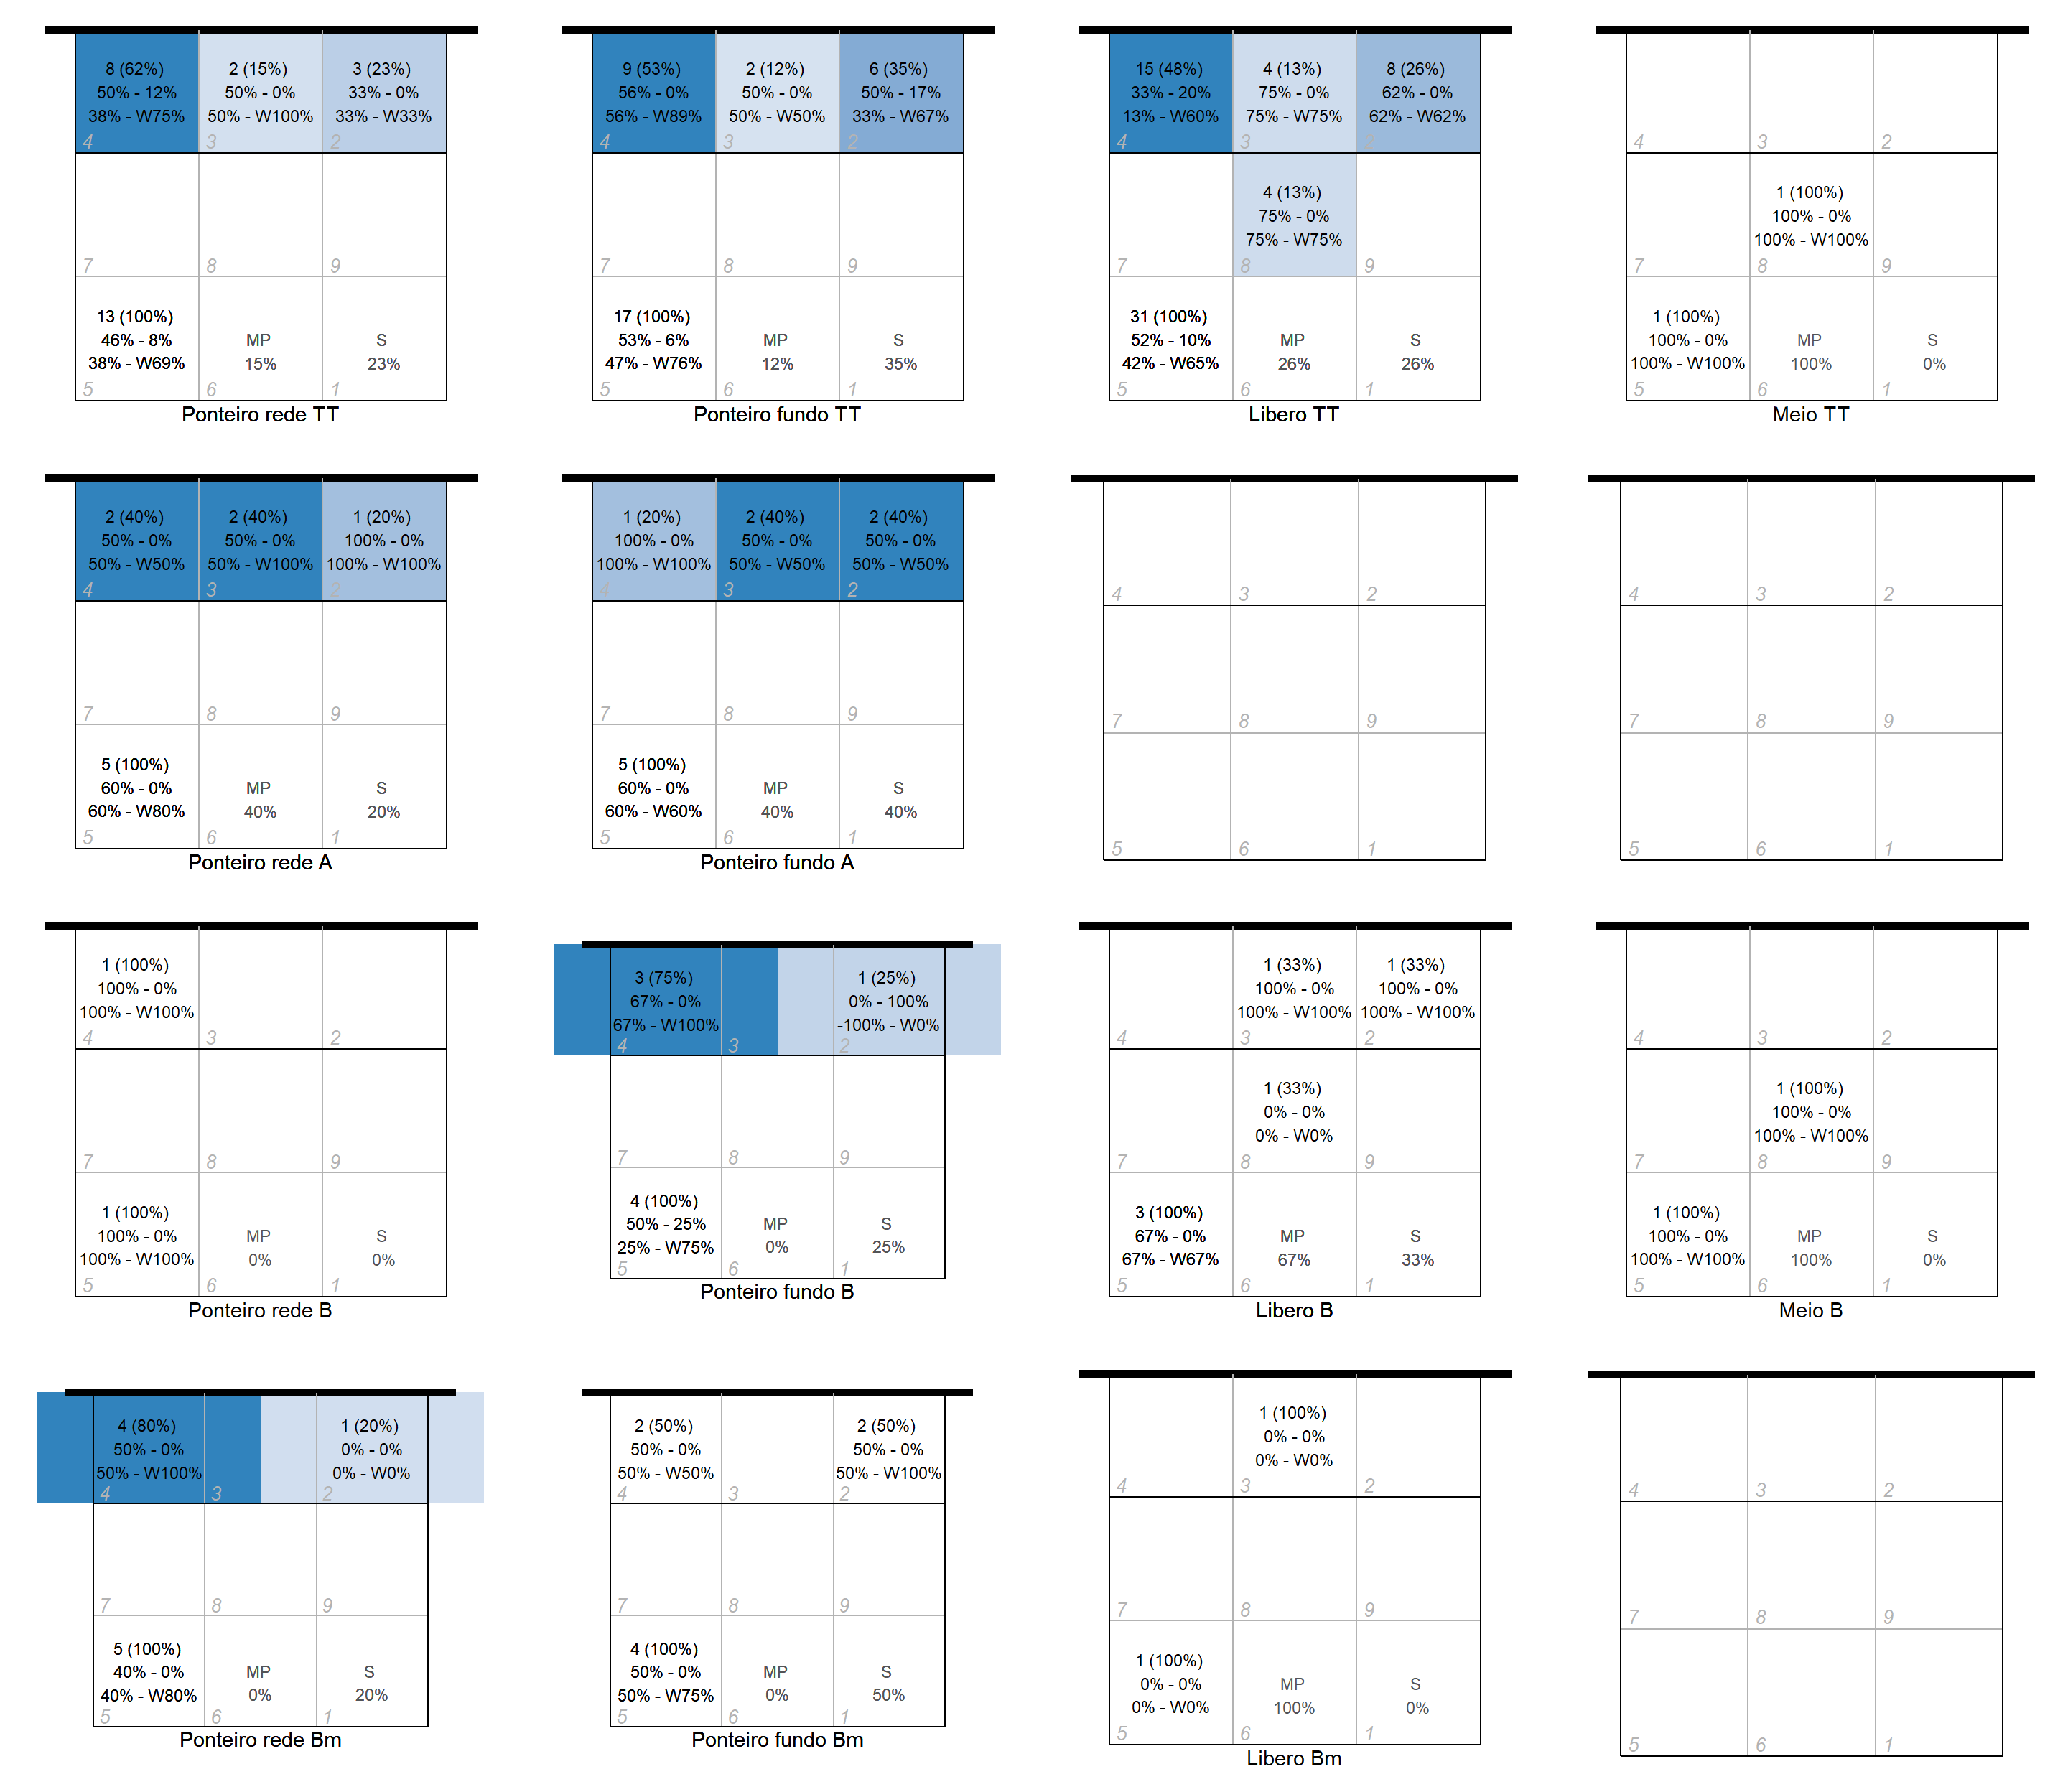 8 (62%)
50% - 12%
38% - W75%
4
2 (15%)
50% - 0%
50% - W100%
3
3 (23%)
33% - 0%
33% - W33%
2
7
8
9
13 (100%)
46% - 8%
38% - W69%
5
MP
15%
6
S
23%
1
Ponteiro rede TT
9 (53%)
56% - 0%
56% - W89%
4
2 (12%)
50% - 0%
50% - W50%
3
6 (35%)
50% - 17%
33% - W67%
2
7
8
9
17 (100%)
53% - 6%
47% - W76%
5
MP
12%
6
S
35%
1
Ponteiro fundo TT
15 (48%)
33% - 20%
13% - W60%
4
4 (13%)
75% - 0%
75% - W75%
3
8 (26%)
62% - 0%
62% - W62%
2
7
4 (13%)
75% - 0%
75% - W75%
8
9
31 (100%)
52% - 10%
42% - W65%
5
MP
26%
6
S
26%
1
Libero TT
4
3
2
7
1 (100%)
100% - 0%
100% - W100%
8
9
1 (100%)
100% - 0%
100% - W100%
5
MP
100%
6
S
0%
1
Meio TT
2 (40%)
50% - 0%
50% - W50%
4
2 (40%)
50% - 0%
50% - W100%
3
1 (20%)
100% - 0%
100% - W100%
2
7
8
9
5 (100%)
60% - 0%
60% - W80%
5
MP
40%
6
S
20%
1
Ponteiro rede A
1 (20%)
100% - 0%
100% - W100%
4
2 (40%)
50% - 0%
50% - W50%
3
2 (40%)
50% - 0%
50% - W50%
2
7
8
9
5 (100%)
60% - 0%
60% - W60%
5
MP
40%
6
S
40%
1
Ponteiro fundo A
4
3
2
7
8
9
5
6
1
4
3
2
7
8
9
5
6
1
1 (100%)
100% - 0%
100% - W100%
4
3
2
7
8
9
1 (100%)
100% - 0%
100% - W100%
5
MP
0%
6
S
0%
1
Ponteiro rede B
3 (75%)
67% - 0%
67% - W100%
4
3
1 (25%)
0% - 100%
-100% - W0%
2
7
8
9
4 (100%)
50% - 25%
25% - W75%
5
MP
0%
6
S
25%
1
Ponteiro fundo B
4
1 (33%)
100% - 0%
100% - W100%
3
1 (33%)
100% - 0%
100% - W100%
2
7
1 (33%)
0% - 0%
0% - W0%
8
9
3 (100%)
67% - 0%
67% - W67%
5
MP
67%
6
S
33%
1
Libero B
4
3
2
7
1 (100%)
100% - 0%
100% - W100%
8
9
1 (100%)
100% - 0%
100% - W100%
5
MP
100%
6
S
0%
1
Meio B
4 (80%)
50% - 0%
50% - W100%
4
3
1 (20%)
0% - 0%
0% - W0%
2
7
8
9
5 (100%)
40% - 0%
40% - W80%
5
MP
0%
6
S
20%
1
Ponteiro rede Bm
2 (50%)
50% - 0%
50% - W50%
4
3
2 (50%)
50% - 0%
50% - W100%
2
7
8
9
4 (100%)
50% - 0%
50% - W75%
5
MP
0%
6
S
50%
1
Ponteiro fundo Bm
4
1 (100%)
0% - 0%
0% - W0%
3
2
7
8
9
1 (100%)
0% - 0%
0% - W0%
5
MP
100%
6
S
0%
1
Libero Bm
4
3
2
7
8
9
5
6
1